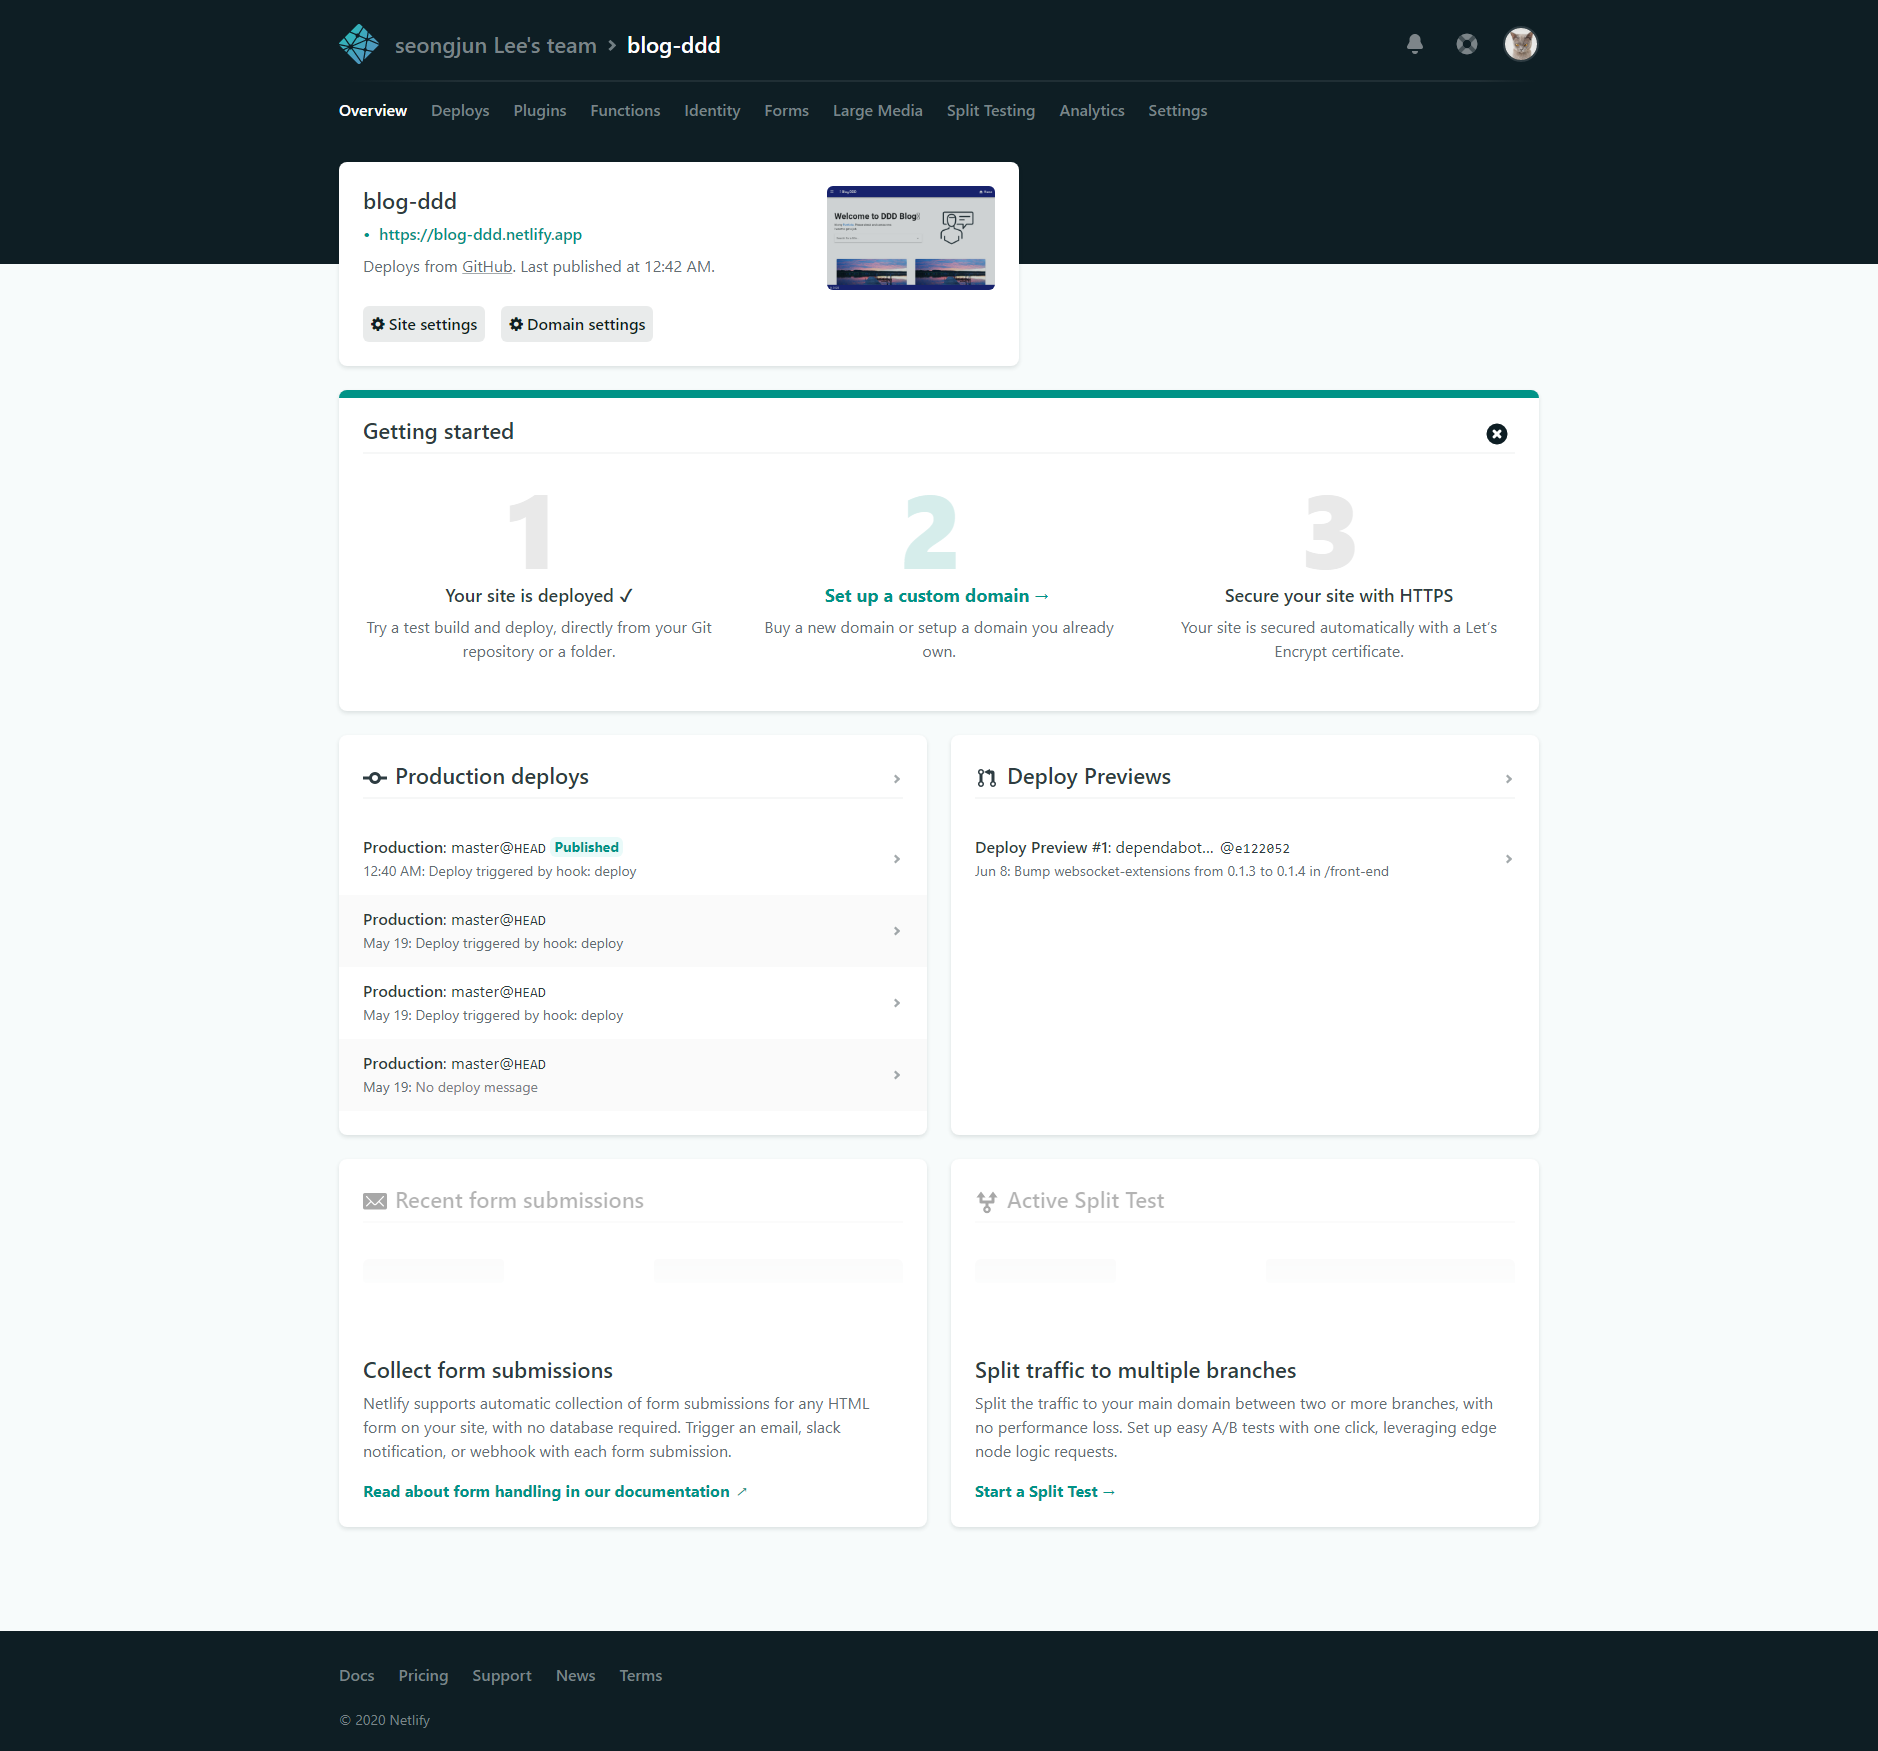 seongjun Lee's team > blog-ddd
Overview Deploys Plugins Functions Identity Forms Large Media Split Testing Analytics Settings
blog-ddd
• https://blog-ddd.netlify.app
Deploys from GitHub. Last published at 12:42 AM.
Welcome to DDD Blog
Site settings Domain settings
Getting started
1 2 3
Your site is deployed ✓
Try a test build and deploy, directly from your Git
repository or a folder.
Set up a custom domain →
Buy a new domain or setup a domain you already
own.
Secure your site with HTTPS
Your site is secured automatically with a Let’s
Encrypt certificate.
Production deploys
Production: master@HEAD Published
12:40 AM: Deploy triggered by hook: deploy
Production: master@HEAD
May 19: Deploy triggered by hook: deploy
Production: master@HEAD
May 19: Deploy triggered by hook: deploy
Production: master@HEAD
May 19: No deploy message
Deploy Previews
Deploy Preview #1: dependabot... @e122052
Jun 8: Bump websocket-extensions from 0.1.3 to 0.1.4 in /front-end
Recent form submissions
Collect form submissions
Netlify supports automatic collection of form submissions for any HTML
form on your site, with no database required. Trigger an email, slack
notification, or webhook with each form submission.
Read about form handling in our documentation ↗
Active Split Test
Split traffic to multiple branches
Split the traffic to your main domain between two or more branches, with
no performance loss. Set up easy A/B tests with one click, leveraging edge
node logic requests.
Start a Split Test →
Docs Pricing Support News Terms
© 2020 Netlify